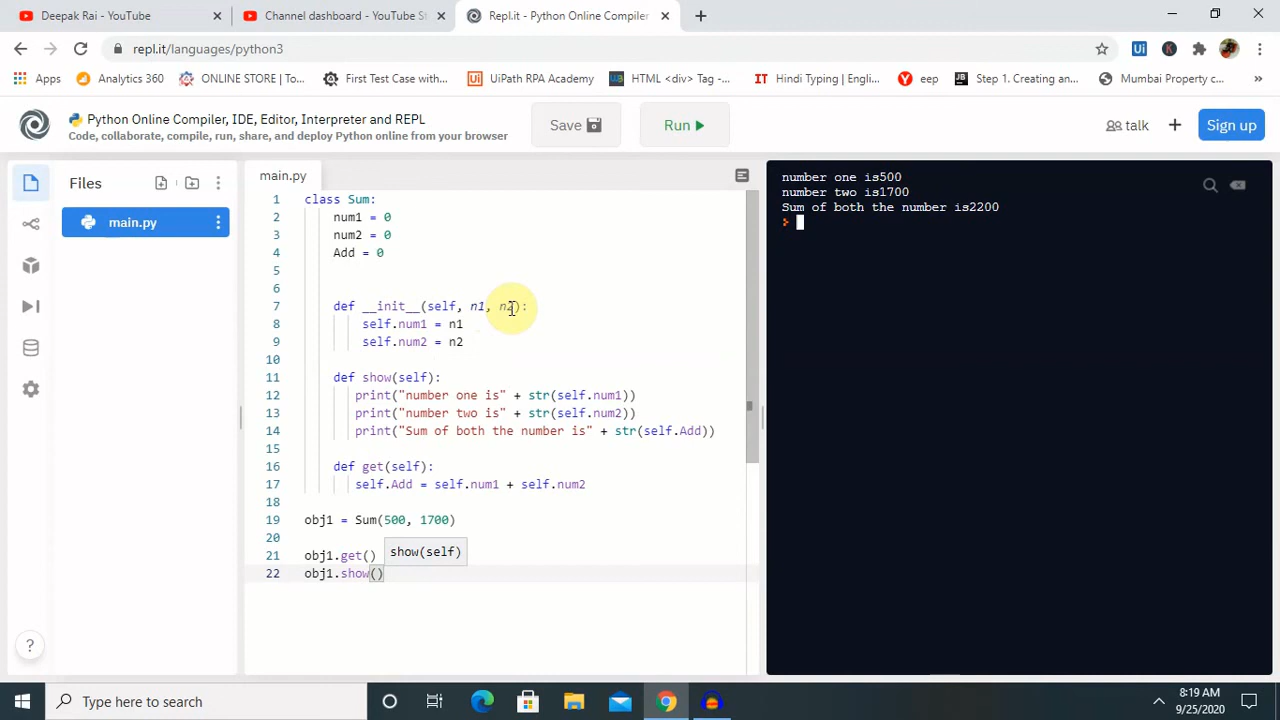 Deepak Rai - YouTube
Channel dashboard - YouTube St
Repl.it - Python Online Compiler
repl.it/languages/python3
Apps
Analytics 360
ONLINE STORE | To...
First Test Case with...
UiPath RPA Academy
HTML <div> Tag -...
Hindi Typing | Engli...
eep
Step 1. Creating an...
Mumbai Property c...
Python Online Compiler, IDE, Editor, Interpreter and REPL
Code, collaborate, compile, run, share, and deploy Python online from your browser
Save
Run
talk
Sign up
Files
main.py
main.py
1 class Sum:
2 num1 = 0
3 num2 = 0
4 Add = 0
5
6
7 def __init__(self, n1, n2):
8 self.num1 = n1
9 self.num2 = n2
10
11 def show(self):
12 print("number one is" + str(self.num1))
13 print("number two is" + str(self.num2))
14 print("Sum of both the number is" + str(self.Add))
15
16 def get(self):
17 self.Add = self.num1 + self.num2
18
19 obj1 = Sum(500, 1700)
20
21 obj1.get()
show(self)
22 obj1.show()
number one is500
number two is1700
Sum of both the number is2200
?
Type here to search
8:19 AM
9/25/2020